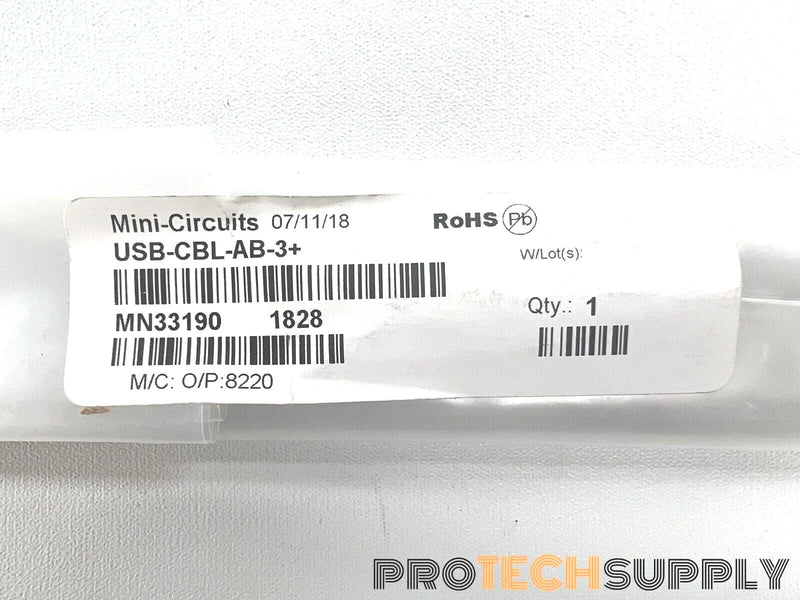 Mini-Circuits 07/11/18 RoHS Pb
USB-CBL-AB-3+
W/Lot(s):
MN33190 1828
Qty.: 1
M/C: O/P:8220
PROTECHSUPPLY